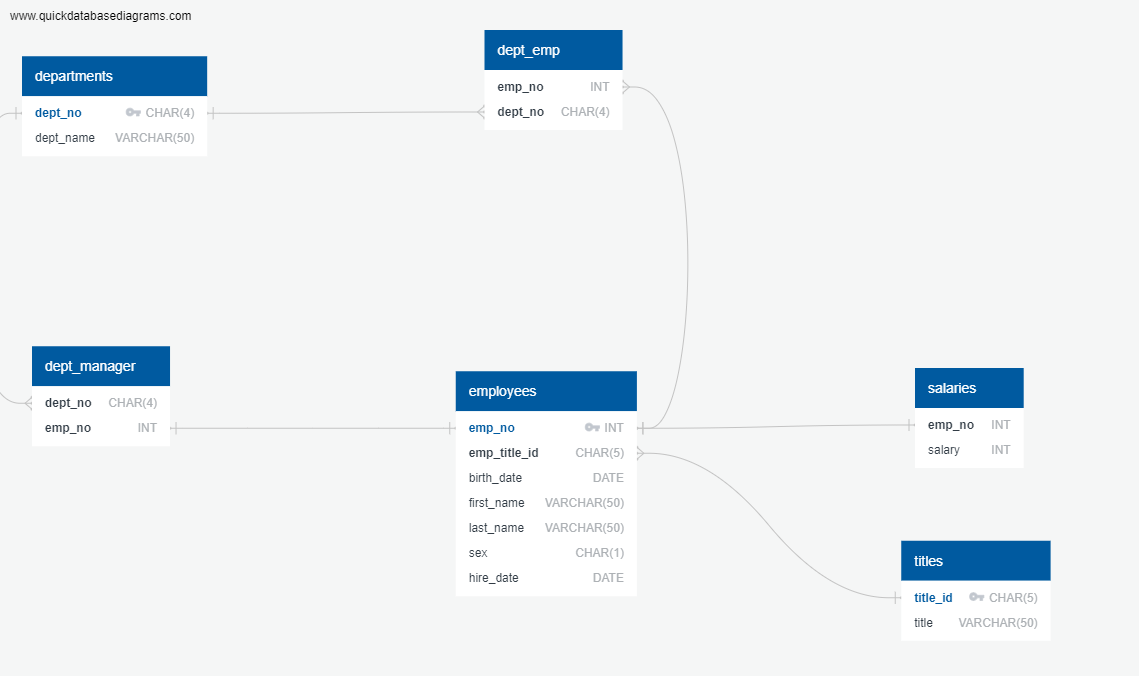 www.quickdatabasediagrams.com
departments
dept_no CHAR(4)
dept_name VARCHAR(50)
dept_emp
emp_no INT
dept_no CHAR(4)
dept_manager
dept_no CHAR(4)
emp_no INT
employees
emp_no INT
emp_title_id CHAR(5)
birth_date DATE
first_name VARCHAR(50)
last_name VARCHAR(50)
sex CHAR(1)
hire_date DATE
salaries
emp_no INT
salary INT
titles
title_id CHAR(5)
title VARCHAR(50)